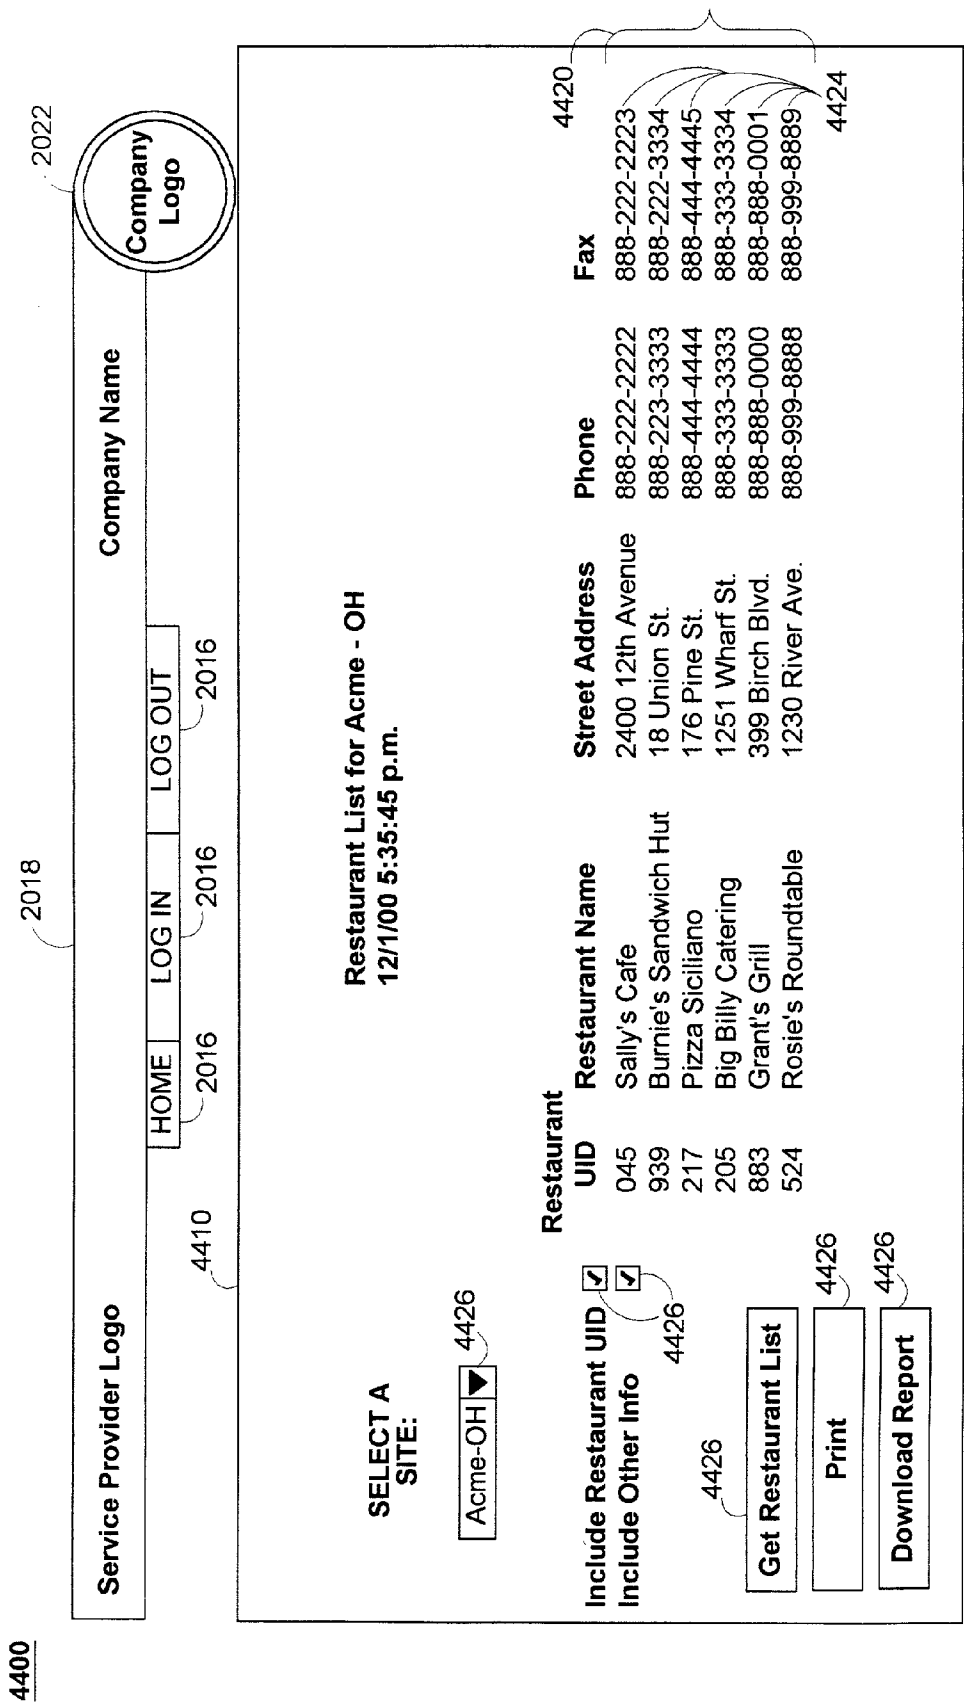 4400
2018
2022
Service Provider Logo
Company Name
Company
Logo
HOME
LOG IN
LOG OUT
2016
2016
2016
4410
SELECT A
SITE:
Acme-OH
4426
Restaurant List for Acme - OH
12/1/00 5:35:45 p.m.
4420
Include Restaurant UID
Include Other Info
4426
4426
Get Restaurant List
Print
4426
Download Report
4426
Restaurant
UID Restaurant Name Street Address Phone Fax
045 Sally's Cafe 2400 12th Avenue 888-222-2222 888-222-2223
939 Burnie's Sandwich Hut 18 Union St. 888-223-3333 888-222-3334
217 Pizza Siciliano 176 Pine St. 888-444-4444 888-444-4445
205 Big Billy Catering 1251 Wharf St. 888-333-3333 888-333-3334
883 Grant's Grill 399 Birch Blvd. 888-888-0000 888-888-0001
524 Rosie's Roundtable 1230 River Ave. 888-999-8888 888-999-8889
4424